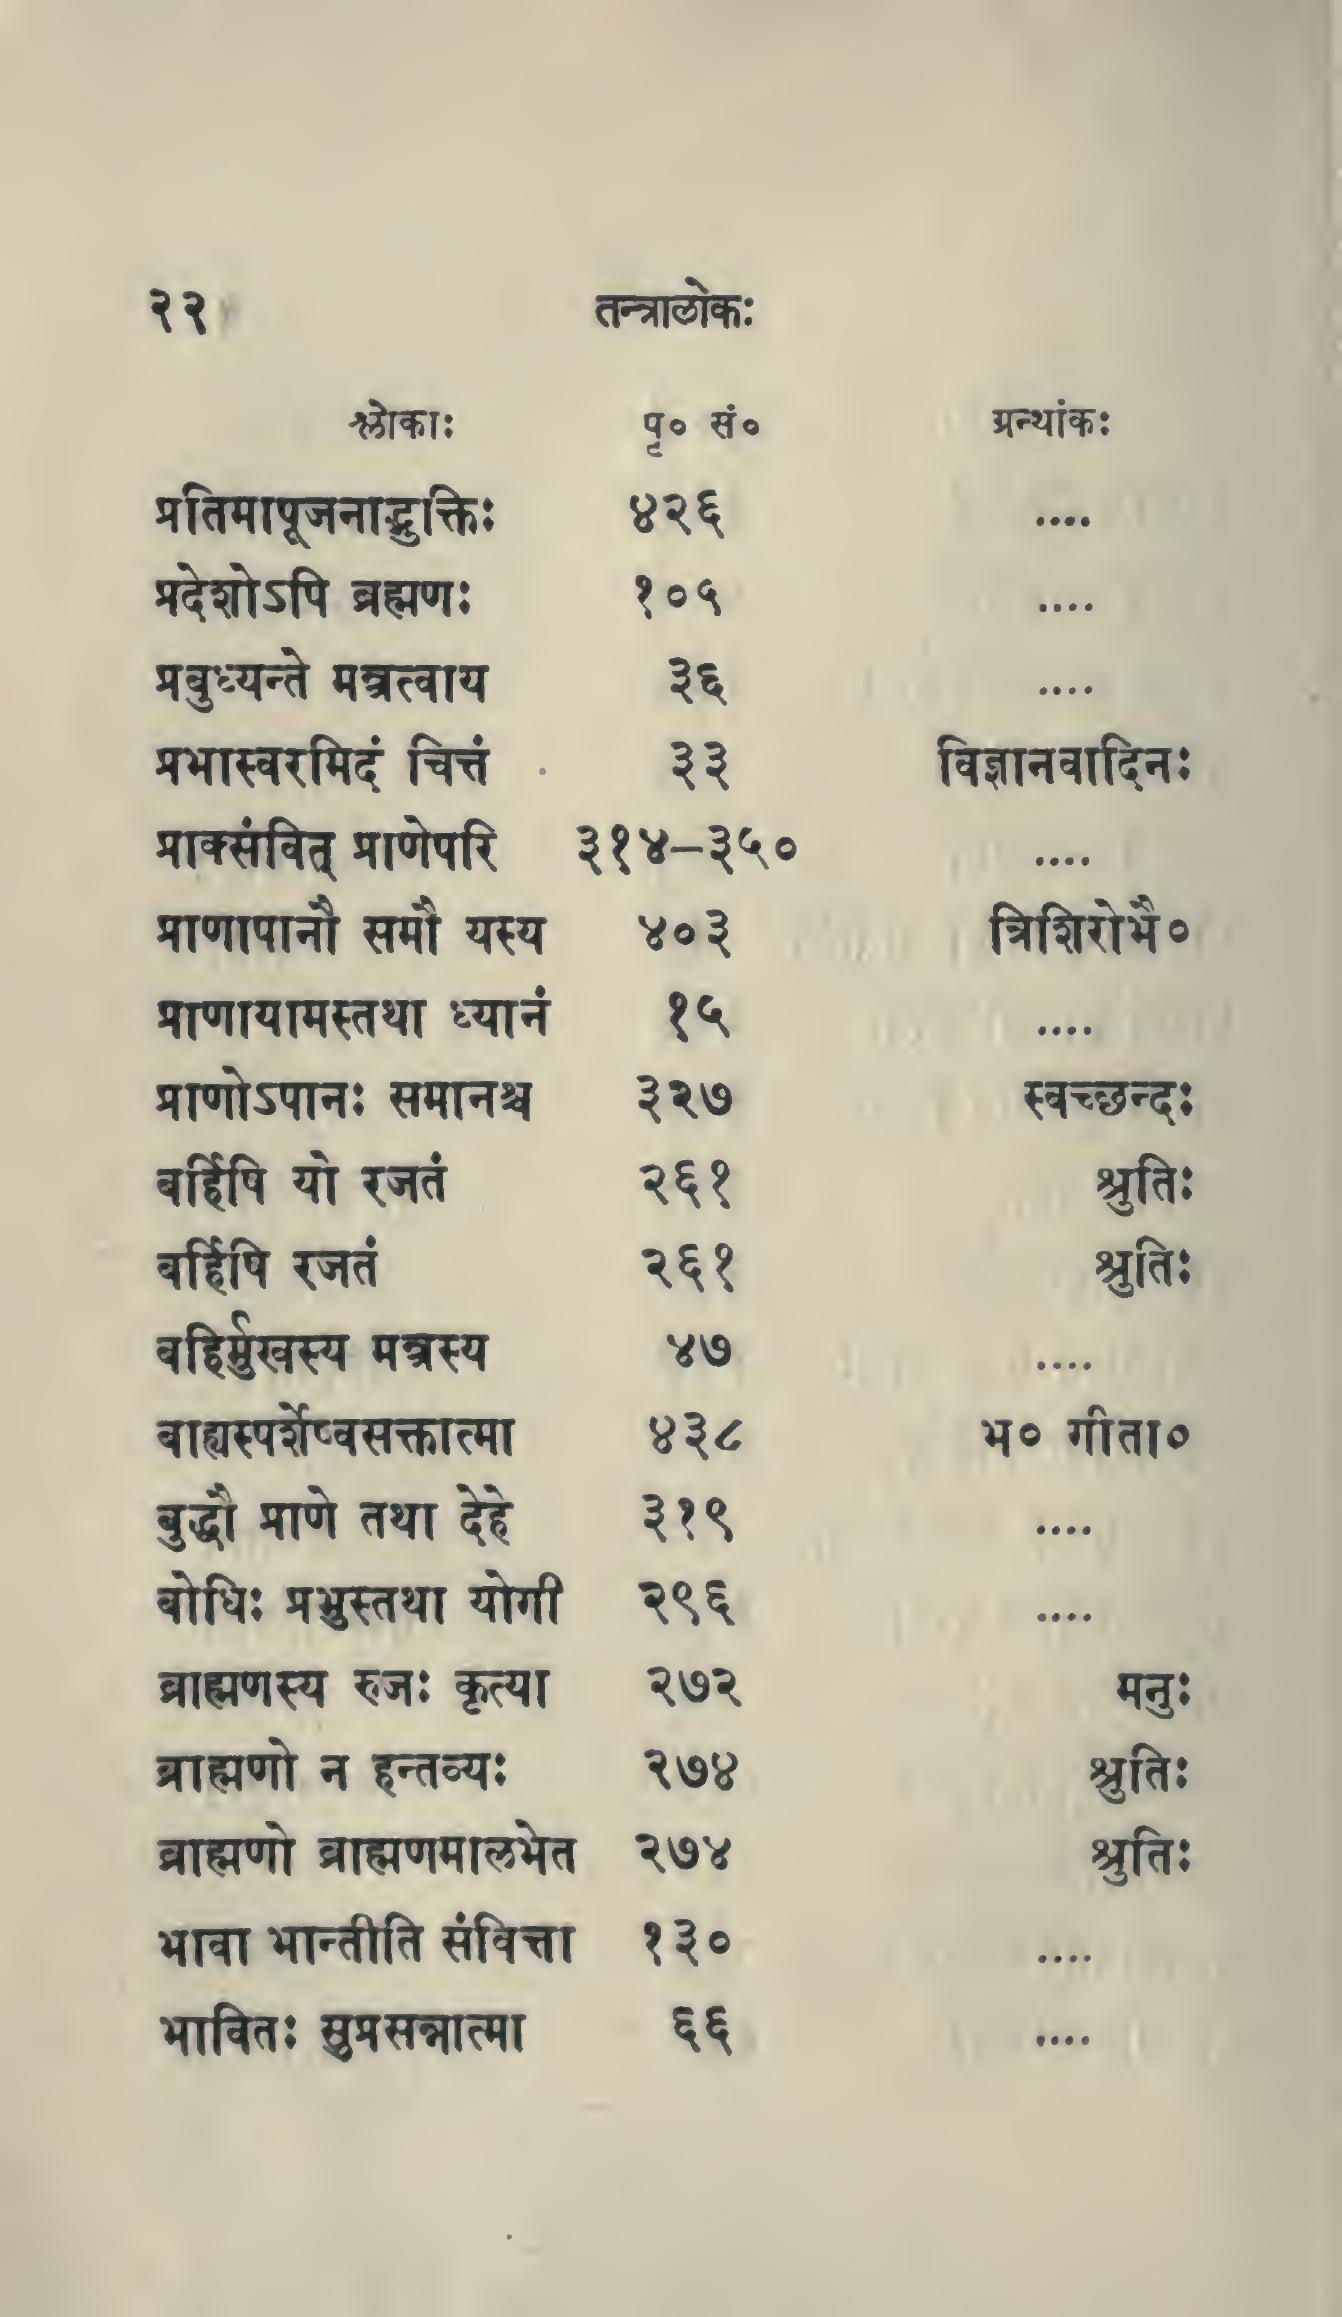 २२ तन्त्रालोकः
श्लोकाः पृ० सं० ग्रन्थांकः
प्रतिमापूजनाद्भुक्तिः ४२६ ....
प्रदेशोऽपि ब्रह्मणः १०५ ....
प्रबुध्यन्ते मन्त्रत्वाय ३६ ....
प्रभास्वरमिदं चित्तं ३३ विज्ञानवादिनः
प्राक्संवित् प्राणेपरि ३१४–३५० ....
प्राणापानौ समौ यस्य ४०३ त्रिशिरोभै०
प्राणायामस्तथा ध्यानं १५ ....
प्राणोऽपानः समानश्च ३२७ स्वच्छन्दः
बर्हिषि यो रजतं २६१ श्रुतिः
बर्हिषि रजतं २६१ श्रुतिः
बहिर्मुखस्य मन्त्रस्य ४७ ....
बाह्यस्पर्शेष्वसक्तात्मा ४३८ भ० गीता०
बुद्धौ प्राणे तथा देहे ३१९ ....
बोधिः प्रभुस्तथा योगी २९६ ....
ब्राह्मणस्य रुजः कृत्या २७२ मनुः
ब्राह्मणो न हन्तव्यः २७४ श्रुतिः
ब्राह्मणो ब्राह्मणमालभेत २७४ श्रुतिः
भावा भान्तीति संवित्ता १३० ....
भावितः सुप्रसन्नात्मा ६६ ....